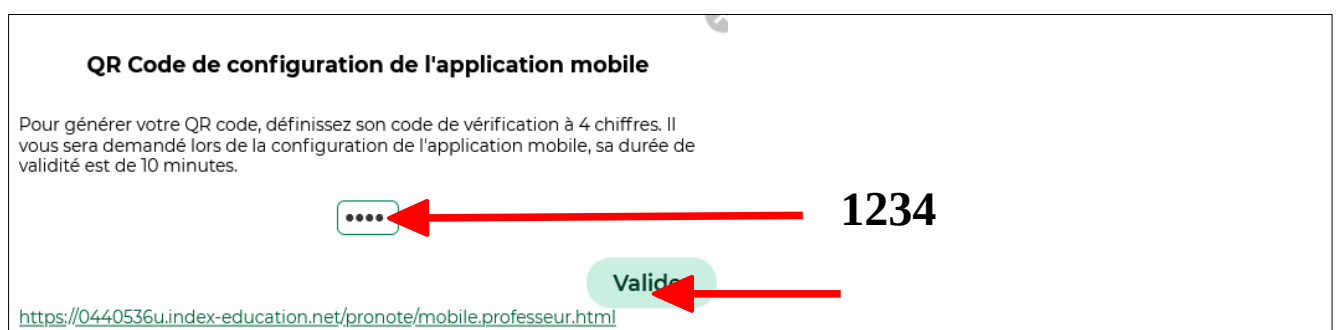 QR Code de configuration de l'application mobile
Pour générer votre QR code, définissez son code de vérification à 4 chiffres. Il
vous sera demandé lors de la configuration de l'application mobile, sa durée de
validité est de 10 minutes.
••••
1234
Valider
https://0440536u.index-education.net/pronote/mobile.professeur.html